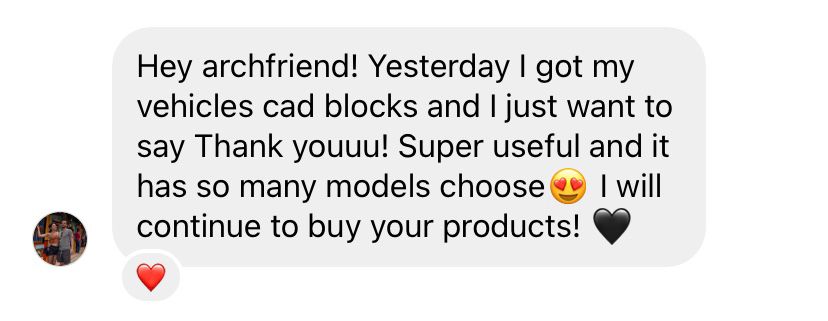 Hey archfriend! Yesterday I got my
vehicles cad blocks and I just want to
say Thank youuu! Super useful and it
has so many models choose😍 I will
continue to buy your products! 🖤
❤️